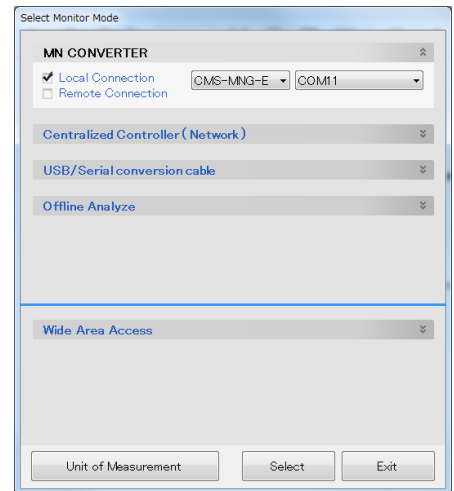 Select Monitor Mode
MN CONVERTER
Local Connection
CMS-MNG-E
COM11
Remote Connection
Centralized Controller(Network)
USB/Serial conversion cable
Offline Analyze
Wide Area Access
Unit of Measurement
Select
Exit